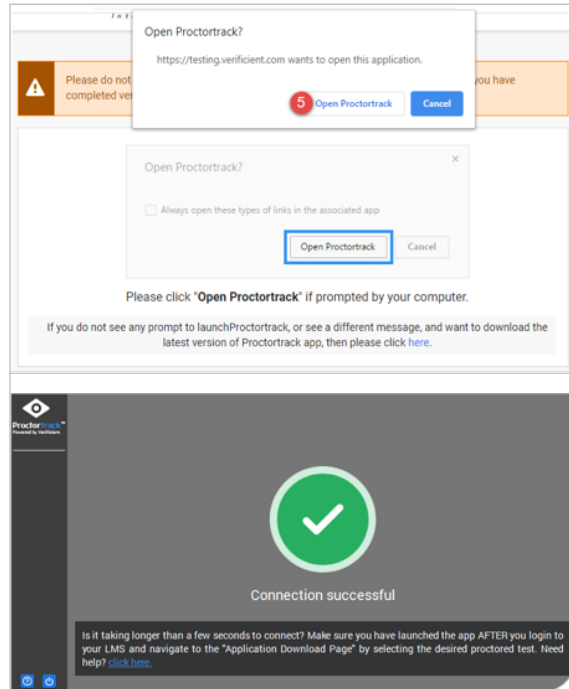 Int
Open Proctortrack?
https://testing.verificient.com wants to open this application.
Please do not
you have
completed ver
5
Open Proctortrack
Cancel
Open Proctortrack?
×
Always open these types of links in the associated app
Open Proctortrack
Cancel
Please click "Open Proctortrack" if prompted by your computer.
If you do not see any prompt to launchProctortrack, or see a different message, and want to download the
latest version of Proctortrack app, then please click here.
Proctortrack™
Powered by Verificient
Connection successful
Is it taking longer than a few seconds to connect? Make sure you have launched the app AFTER you login to
your LMS and navigate to the "Application Download Page" by selecting the desired proctored test. Need
help? click here.